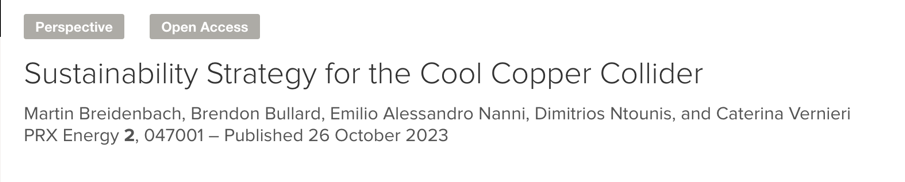 Perspective Open Access
Sustainability Strategy for the Cool Copper Collider
Martin Breidenbach, Brendon Bullard, Emilio Alessandro Nanni, Dimitrios Ntounis, and Caterina Vernieri
PRX Energy 2, 047001 – Published 26 October 2023